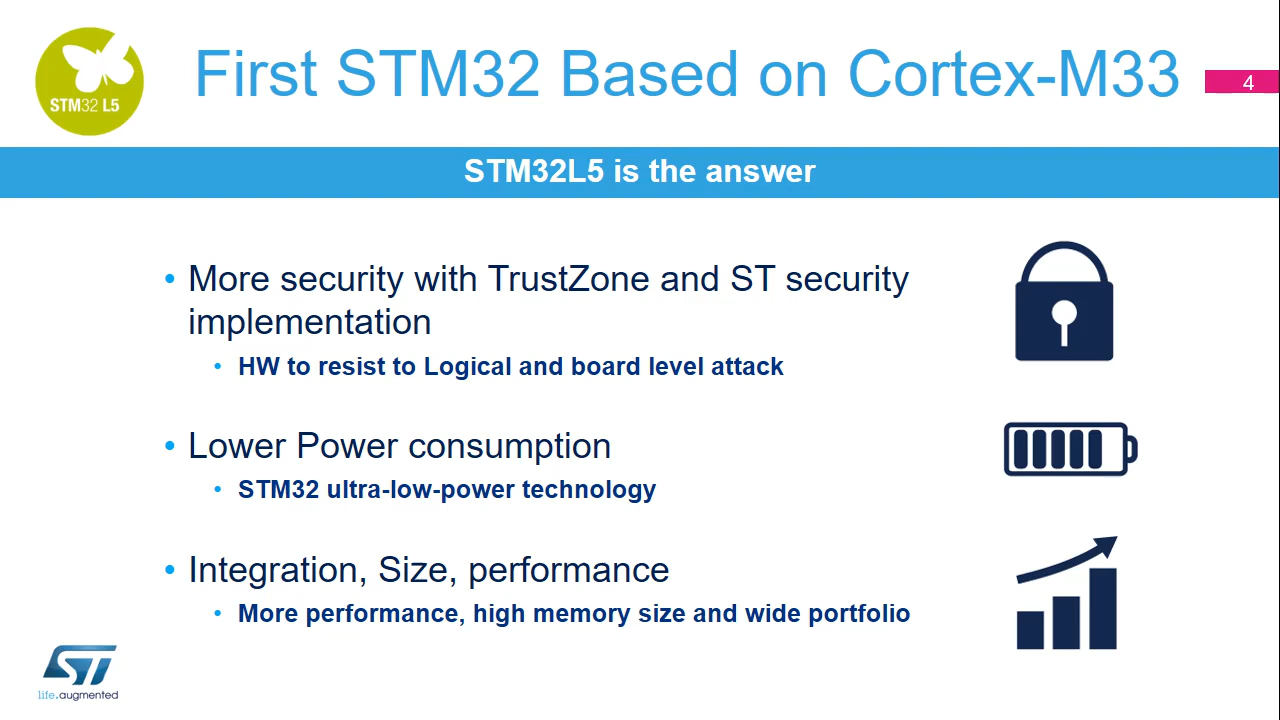 STM32 L5
First STM32 Based on Cortex-M33
4
STM32L5 is the answer
• More security with TrustZone and ST security
implementation
• HW to resist to Logical and board level attack
• Lower Power consumption
• STM32 ultra-low-power technology
• Integration, Size, performance
• More performance, high memory size and wide portfolio
ST
life.augmented